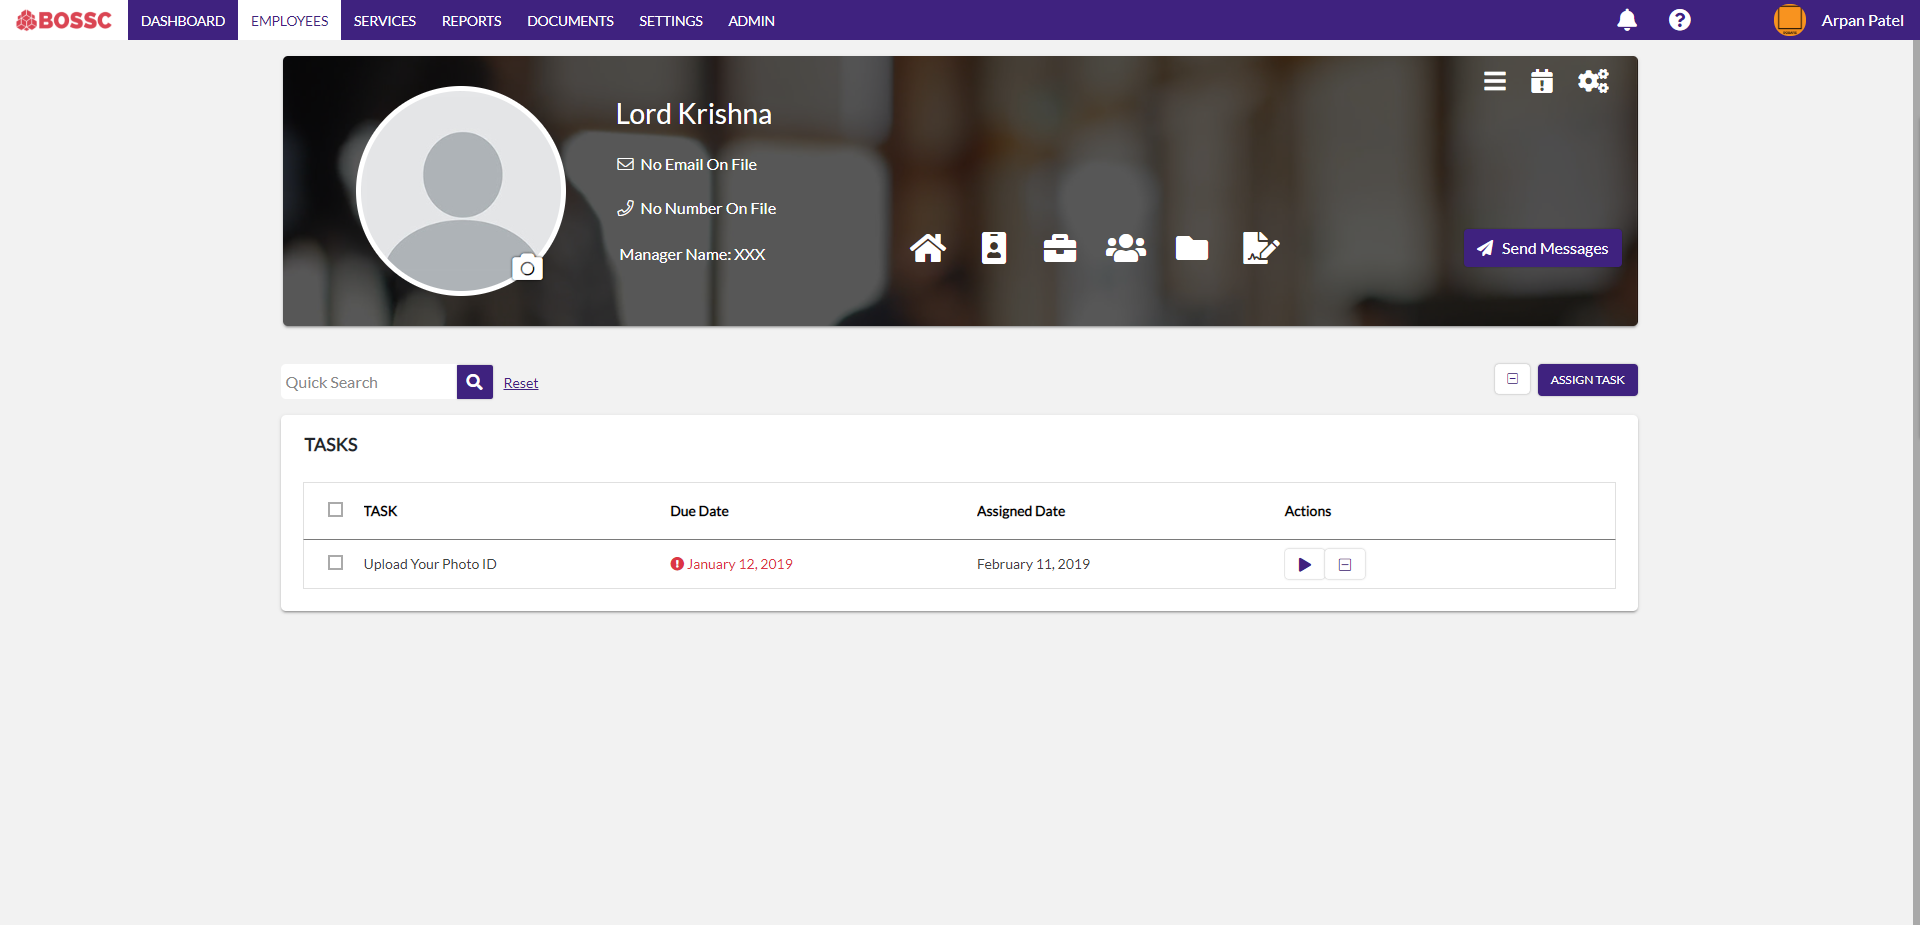 BOSSC DASHBOARD EMPLOYEES SERVICES REPORTS DOCUMENTS SETTINGS ADMIN Arpan Patel
Lord Krishna
No Email On File
No Number On File
Manager Name: XXX
Send Messages
Quick Search Reset ASSIGN TASK
TASKS
TASK Due Date Assigned Date Actions
Upload Your Photo ID January 12, 2019 February 11, 2019